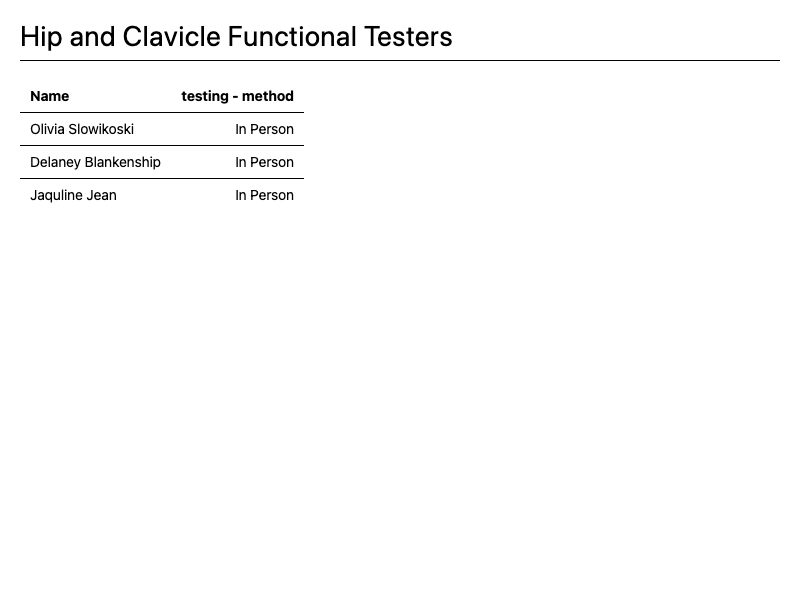 Hip and Clavicle Functional Testers
Name testing - method
Olivia Slowikoski In Person
Delaney Blankenship In Person
Jaquline Jean In Person